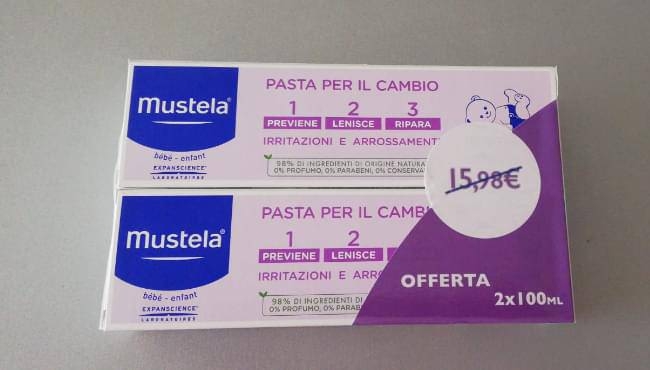 mustela®
bébé - enfant
EXPANSCIENCE®
LABORATOIRES
PASTA PER IL CAMBIO
1 2 3
PREVIENE LENISCE RIPARA
IRRITAZIONI E ARROSSAMENT
98% DI INGREDIENTI DI ORIGINE NATURA
0% PROFUMO, 0% PARABENI, 0% CONSERVA
15,98€
mustela®
bébé - enfant
EXPANSCIENCE®
LABORATOIRES
PASTA PER IL CAMB
1 2
PREVIENE LENISCE
IRRITAZIONI E ARRO
98% DI INGREDIENTI DI
0% PROFUMO, 0% PARAB
OFFERTA
2x100ML